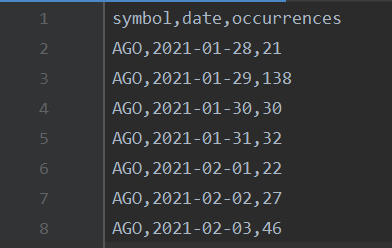 1 symbol,date,occurrences
2 AGO,2021-01-28,21
3 AGO,2021-01-29,138
4 AGO,2021-01-30,30
5 AGO,2021-01-31,32
6 AGO,2021-02-01,22
7 AGO,2021-02-02,27
8 AGO,2021-02-03,46